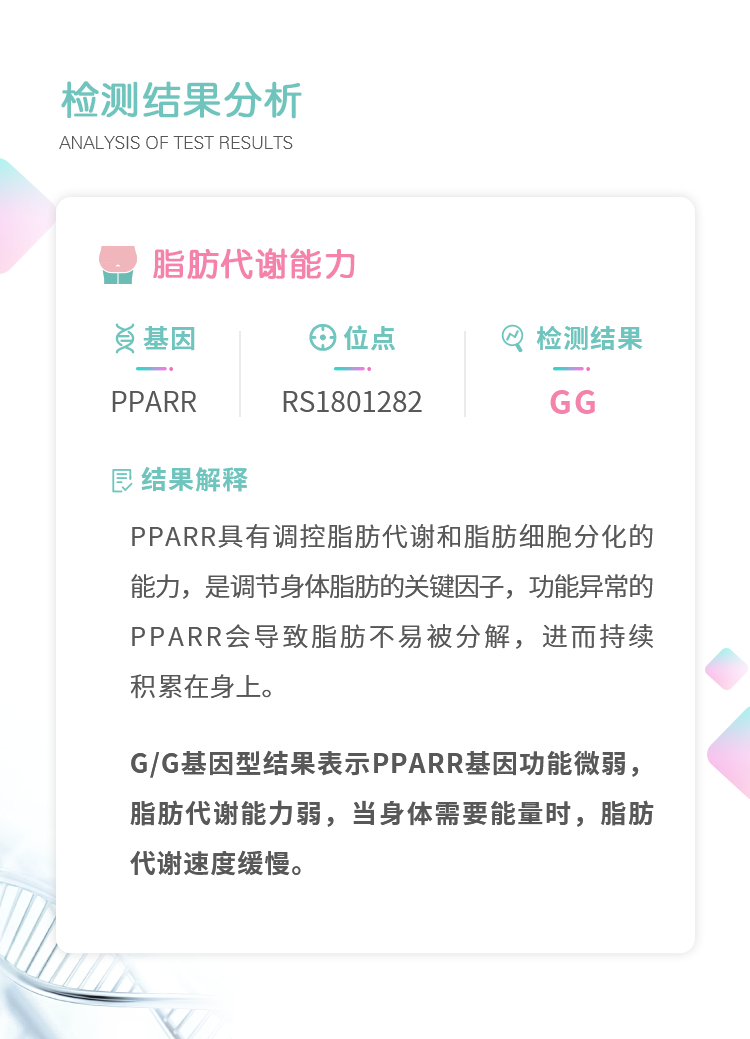 检测结果分析
ANALYSIS OF TEST RESULTS
脂肪代谢能力
基因
位点
检测结果
PPARR
RS1801282
GG
结果解释
PPARR具有调控脂肪代谢和脂肪细胞分化的
能力，是调节身体脂肪的关键因子，功能异常的
PPARR会导致脂肪不易被分解，进而持续
积累在身上。
G/G基因型结果表示PPARR基因功能微弱，
脂肪代谢能力弱，当身体需要能量时，脂肪
代谢速度缓慢。